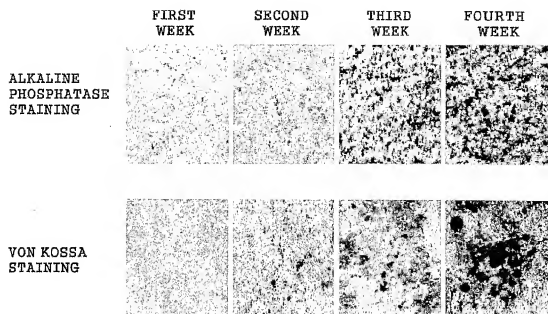 FIRST WEEK
SECOND WEEK
THIRD WEEK
FOURTH WEEK
ALKALINE
PHOSPHATASE
STAINING
VON KOSSA
STAINING